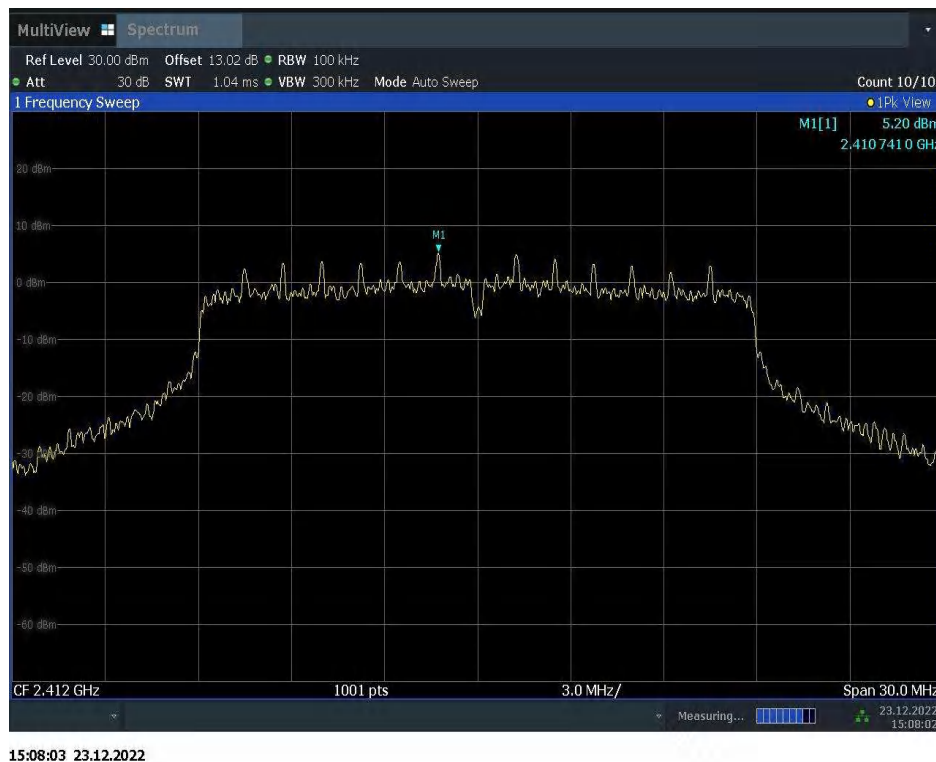 MultiView Spectrum
Ref Level 30.00 dBm Offset 13.02 dB RBW 100 kHz
Att 30 dB SWT 1.04 ms VBW 300 kHz Mode Auto Sweep Count 10/10
1 Frequency Sweep 1Pk View
M1[1] 5.20 dBm
2.410 741 0 GHz
20 dBm
10 dBm
M1
0 dBm
-10 dBm
-20 dBm
-30
-40 dBm
-50 dBm
-60 dBm
CF 2.412 GHz 1001 pts 3.0 MHz/ Span 30.0 MHz
Measuring... 23.12.2022
15:08:02
15:08:03 23.12.2022